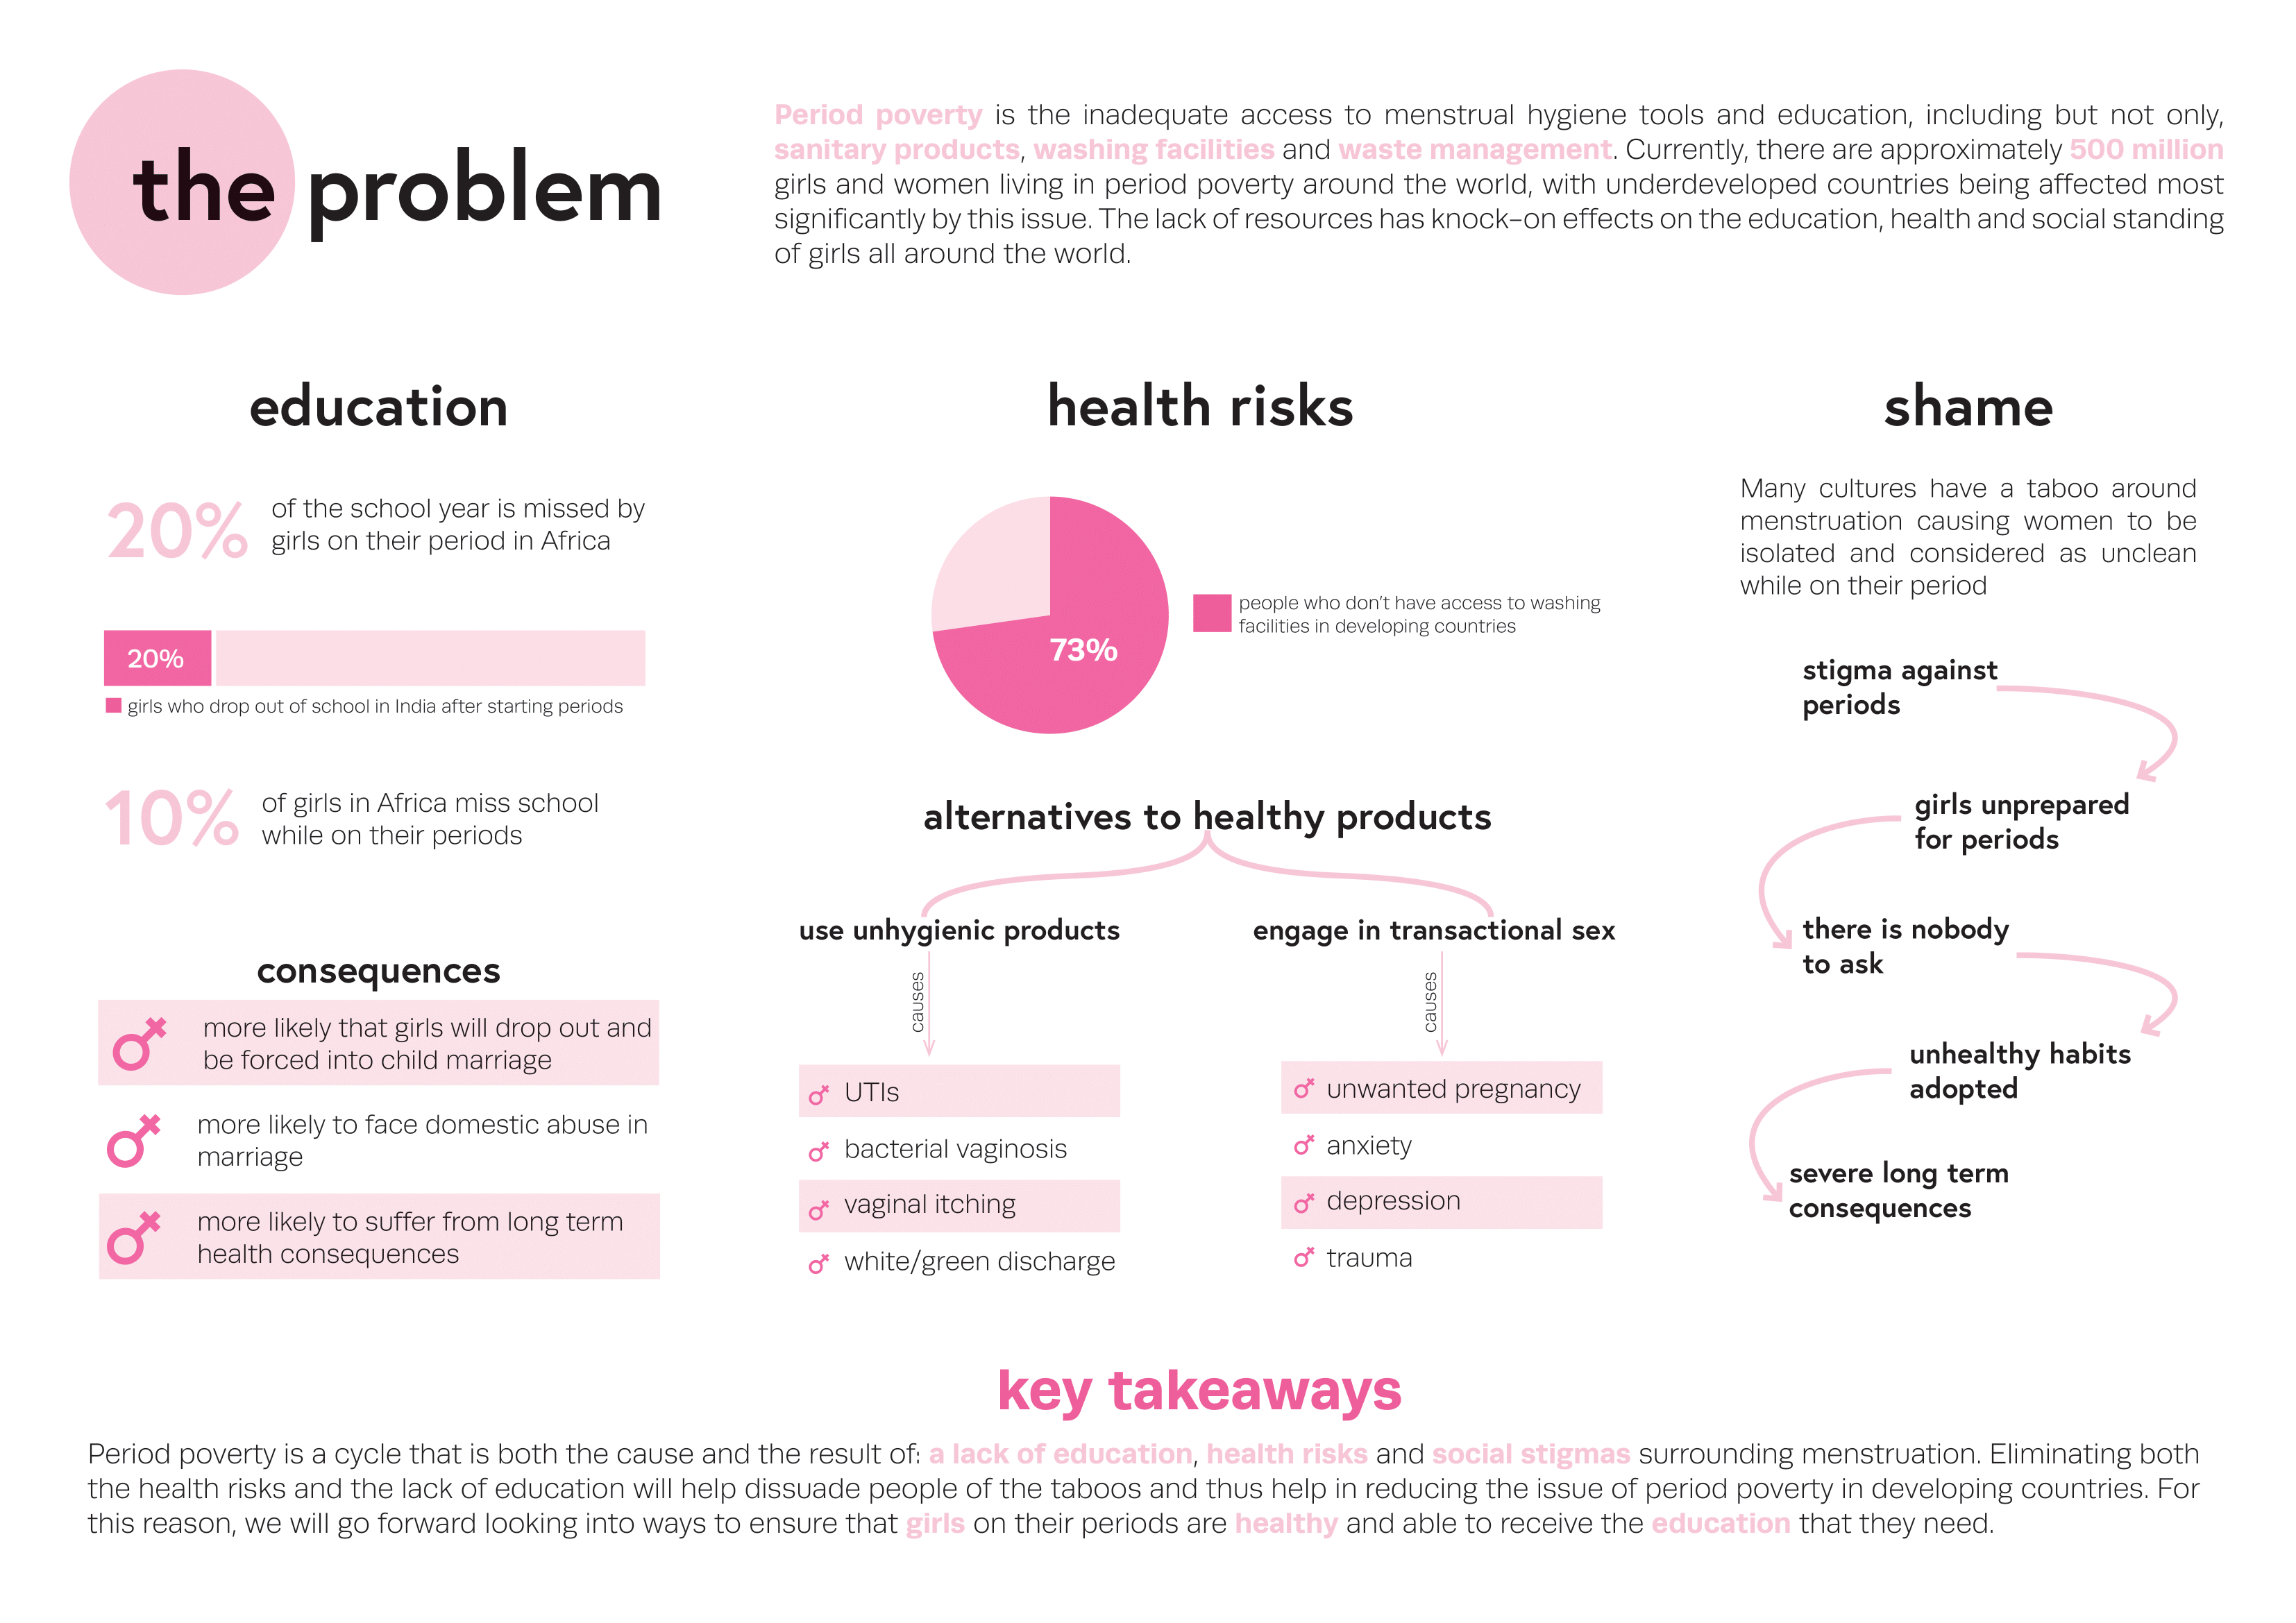 the problem
Period poverty is the inadequate access to menstrual hygiene tools and education, including but not only,
sanitary products, washing facilities and waste management. Currently, there are approximately 500 million
girls and women living in period poverty around the world, with underdeveloped countries being affected most
significantly by this issue. The lack of resources has knock-on effects on the education, health and social standing
of girls all around the world.
education
20%
of the school year is missed by
girls on their period in Africa
20%
girls who drop out of school in India after starting periods
10%
of girls in Africa miss school
while on their periods
consequences
more likely that girls will drop out and
be forced into child marriage
more likely to face domestic abuse in
marriage
more likely to suffer from long term
health consequences
health risks
73%
people who don't have access to washing
facilities in developing countries
alternatives to healthy products
use unhygienic products
causes
UTIs
bacterial vaginosis
vaginal itching
white/green discharge
engage in transactional sex
causes
unwanted pregnancy
anxiety
depression
trauma
shame
Many cultures have a taboo around
menstruation causing women to be
isolated and considered as unclean
while on their period
stigma against
periods
girls unprepared
for periods
there is nobody
to ask
unhealthy habits
adopted
severe long term
consequences
key takeaways
Period poverty is a cycle that is both the cause and the result of: a lack of education, health risks and social stigmas surrounding menstruation. Eliminating both
the health risks and the lack of education will help dissuade people of the taboos and thus help in reducing the issue of period poverty in developing countries. For
this reason, we will go forward looking into ways to ensure that girls on their periods are healthy and able to receive the education that they need.